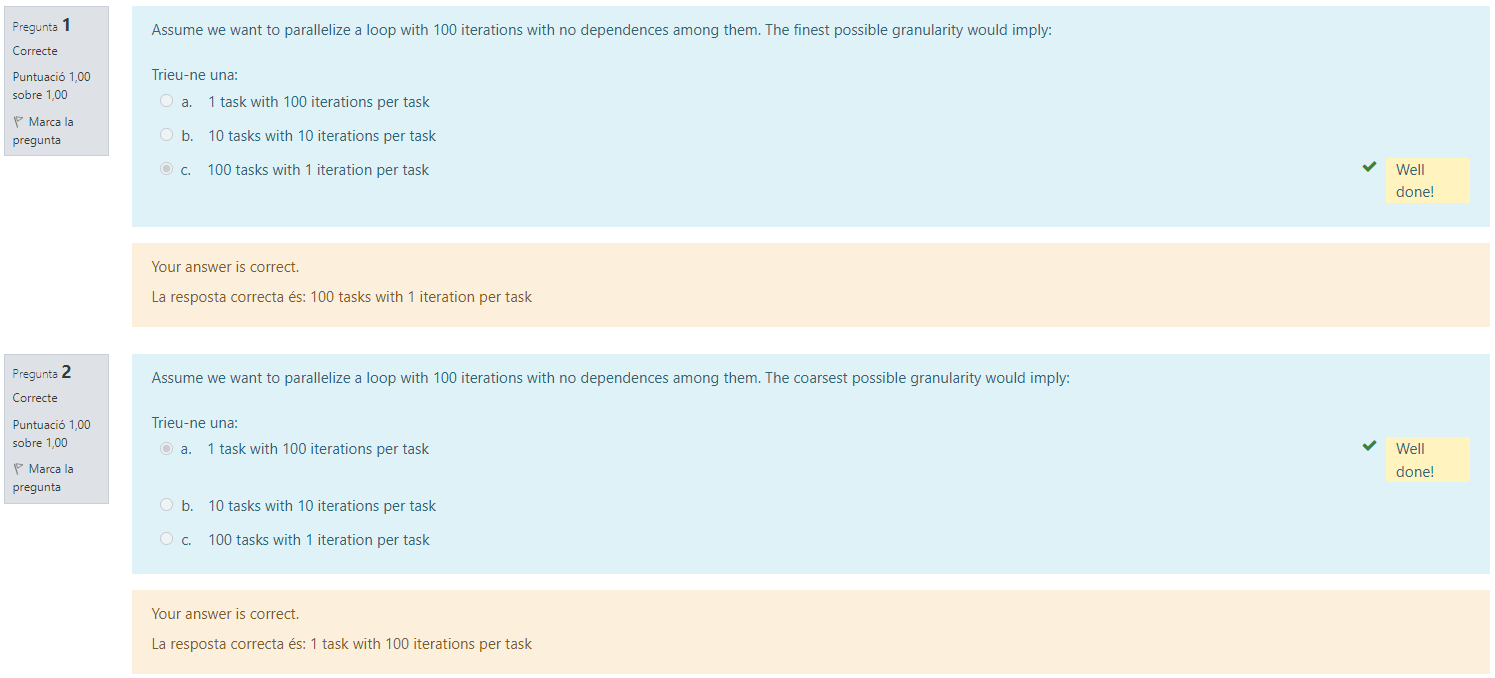 Pregunta 1
Correcte
Puntuació 1,00
sobre 1,00
Marca la
pregunta
Assume we want to parallelize a loop with 100 iterations with no dependences among them. The finest possible granularity would imply:
Trieu-ne una:
a. 1 task with 100 iterations per task
b. 10 tasks with 10 iterations per task
c. 100 tasks with 1 iteration per task
Well
done!
Your answer is correct.
La resposta correcta és: 100 tasks with 1 iteration per task
Pregunta 2
Correcte
Puntuació 1,00
sobre 1,00
Marca la
pregunta
Assume we want to parallelize a loop with 100 iterations with no dependences among them. The coarsest possible granularity would imply:
Trieu-ne una:
a. 1 task with 100 iterations per task
Well
done!
b. 10 tasks with 10 iterations per task
c. 100 tasks with 1 iteration per task
Your answer is correct.
La resposta correcta és: 1 task with 100 iterations per task